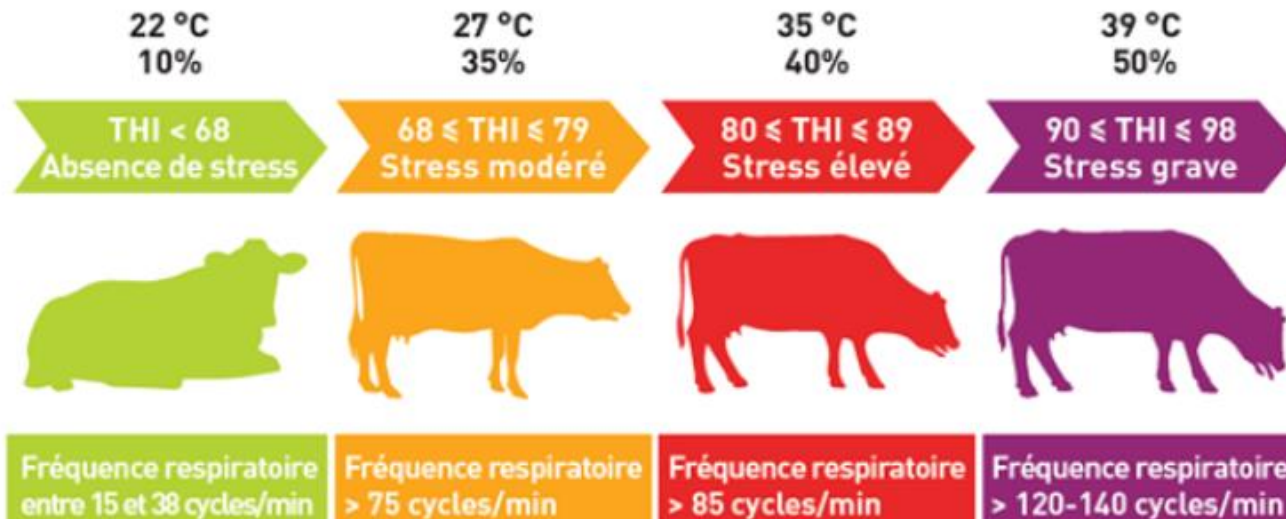 22 °C
10%
27 °C
35%
35 °C
40%
39 °C
50%
THI < 68
Absence de stress
68 ⩽ THI ⩽ 79
Stress modéré
80 ⩽ THI ⩽ 89
Stress élevé
90 ⩽ THI ⩽ 98
Stress grave
Fréquence respiratoire
entre 15 et 38 cycles/min
Fréquence respiratoire
> 75 cycles/min
Fréquence respiratoire
> 85 cycles/min
Fréquence respiratoire
> 120-140 cycles/min